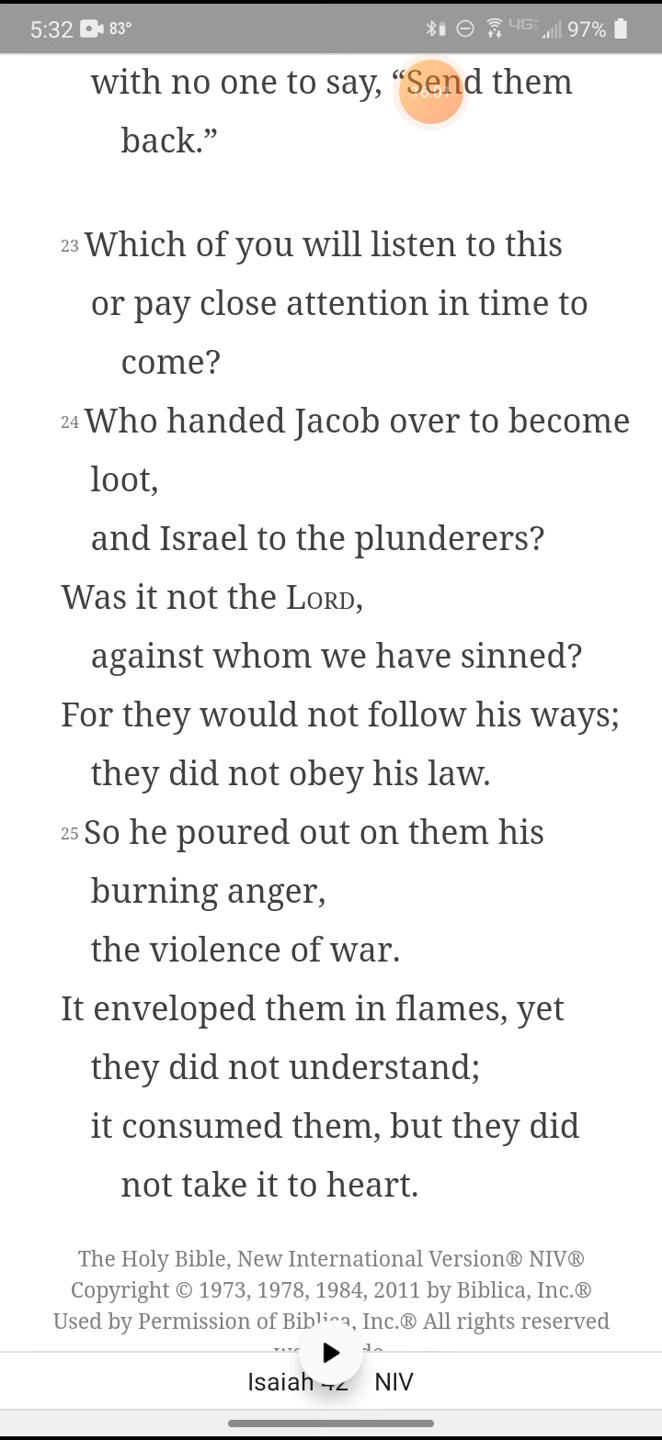 5:32 83° 4G 97%
with no one to say, “Send them
back.”
23 Which of you will listen to this
or pay close attention in time to
come?
24 Who handed Jacob over to become
loot,
and Israel to the plunderers?
Was it not the LORD,
against whom we have sinned?
For they would not follow his ways;
they did not obey his law.
25 So he poured out on them his
burning anger,
the violence of war.
It enveloped them in flames, yet
they did not understand;
it consumed them, but they did
not take it to heart.
The Holy Bible, New International Version® NIV®
Copyright © 1973, 1978, 1984, 2011 by Biblica, Inc.®
Used by Permission of Biblica, Inc.® All rights reserved
Isaiah 42 NIV